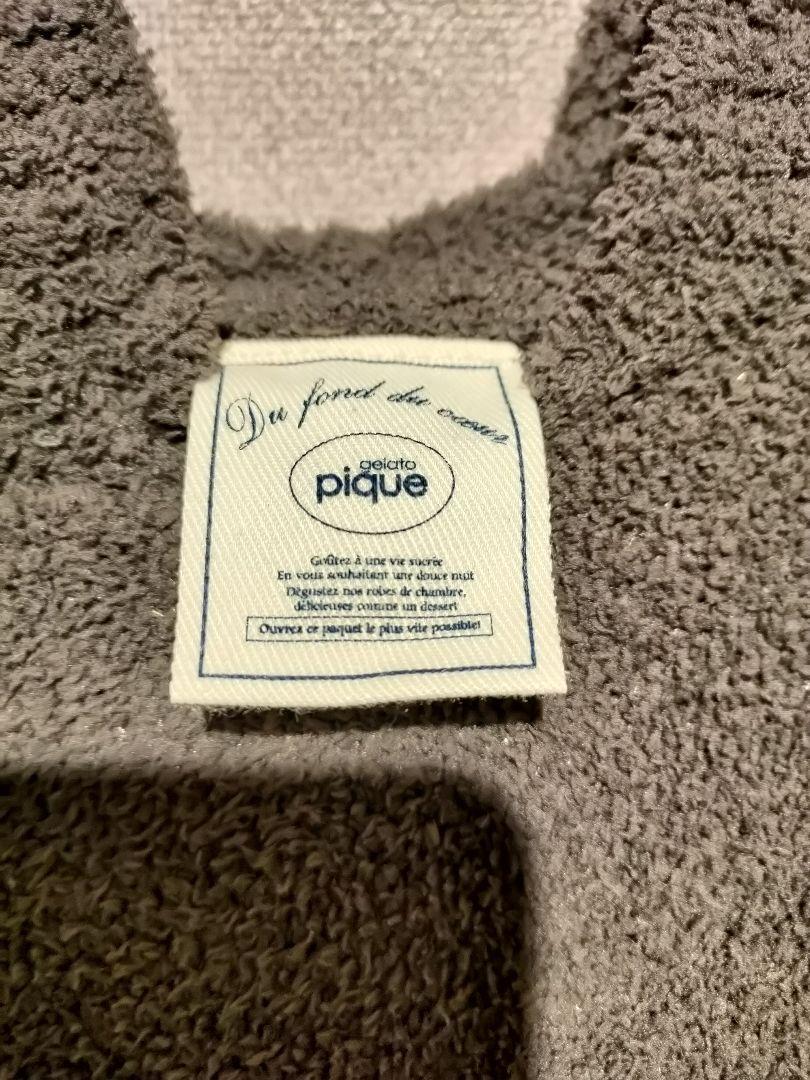 Du fond du cœur
gelato
pique
Goûtez à une vie sucrée
En vous souhaitant une douce nuit
Dégustez nos robes de chambre,
délicieuses comme un dessert
Ouvrez ce paquet le plus vite possible!